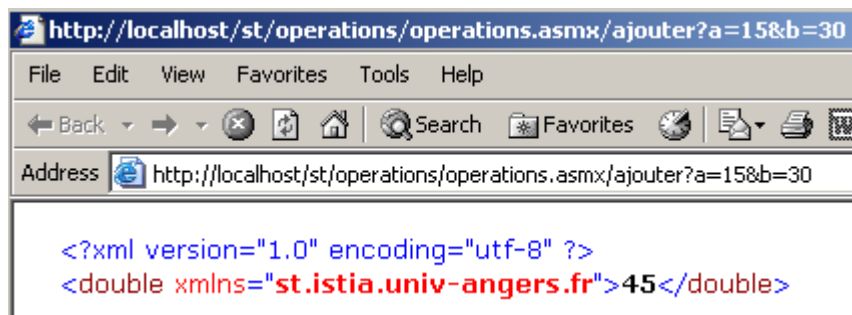 http://localhost/st/operations/operations.asmx/ajouter?a=15&b=30
File Edit View Favorites Tools Help
Back Search Favorites W
Address http://localhost/st/operations/operations.asmx/ajouter?a=15&b=30
<?xml version="1.0" encoding="utf-8" ?>
<double xmlns="st.istia.univ-angers.fr">45</double>